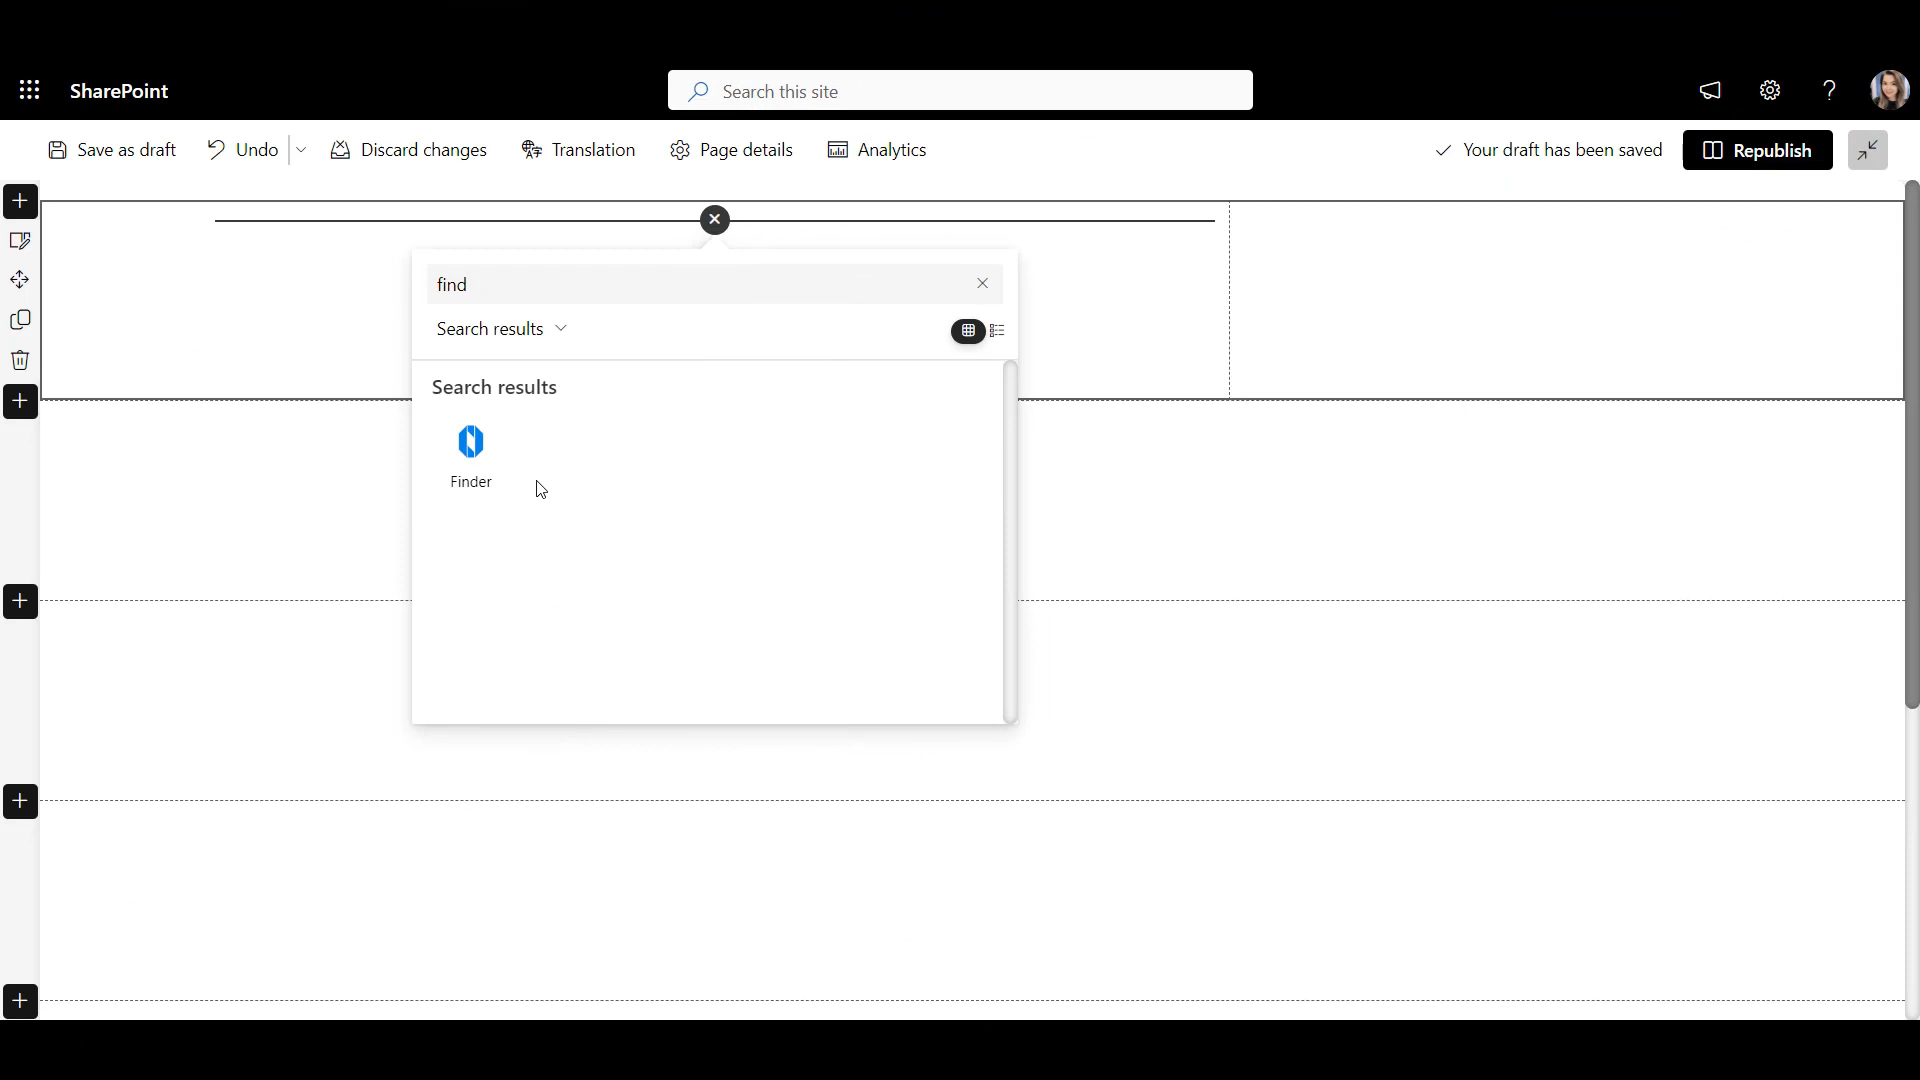 SharePoint
Search this site
Save as draft
Undo
Discard changes
Translation
Page details
Analytics
Your draft has been saved
Republish
find
Search results
Search results
Finder